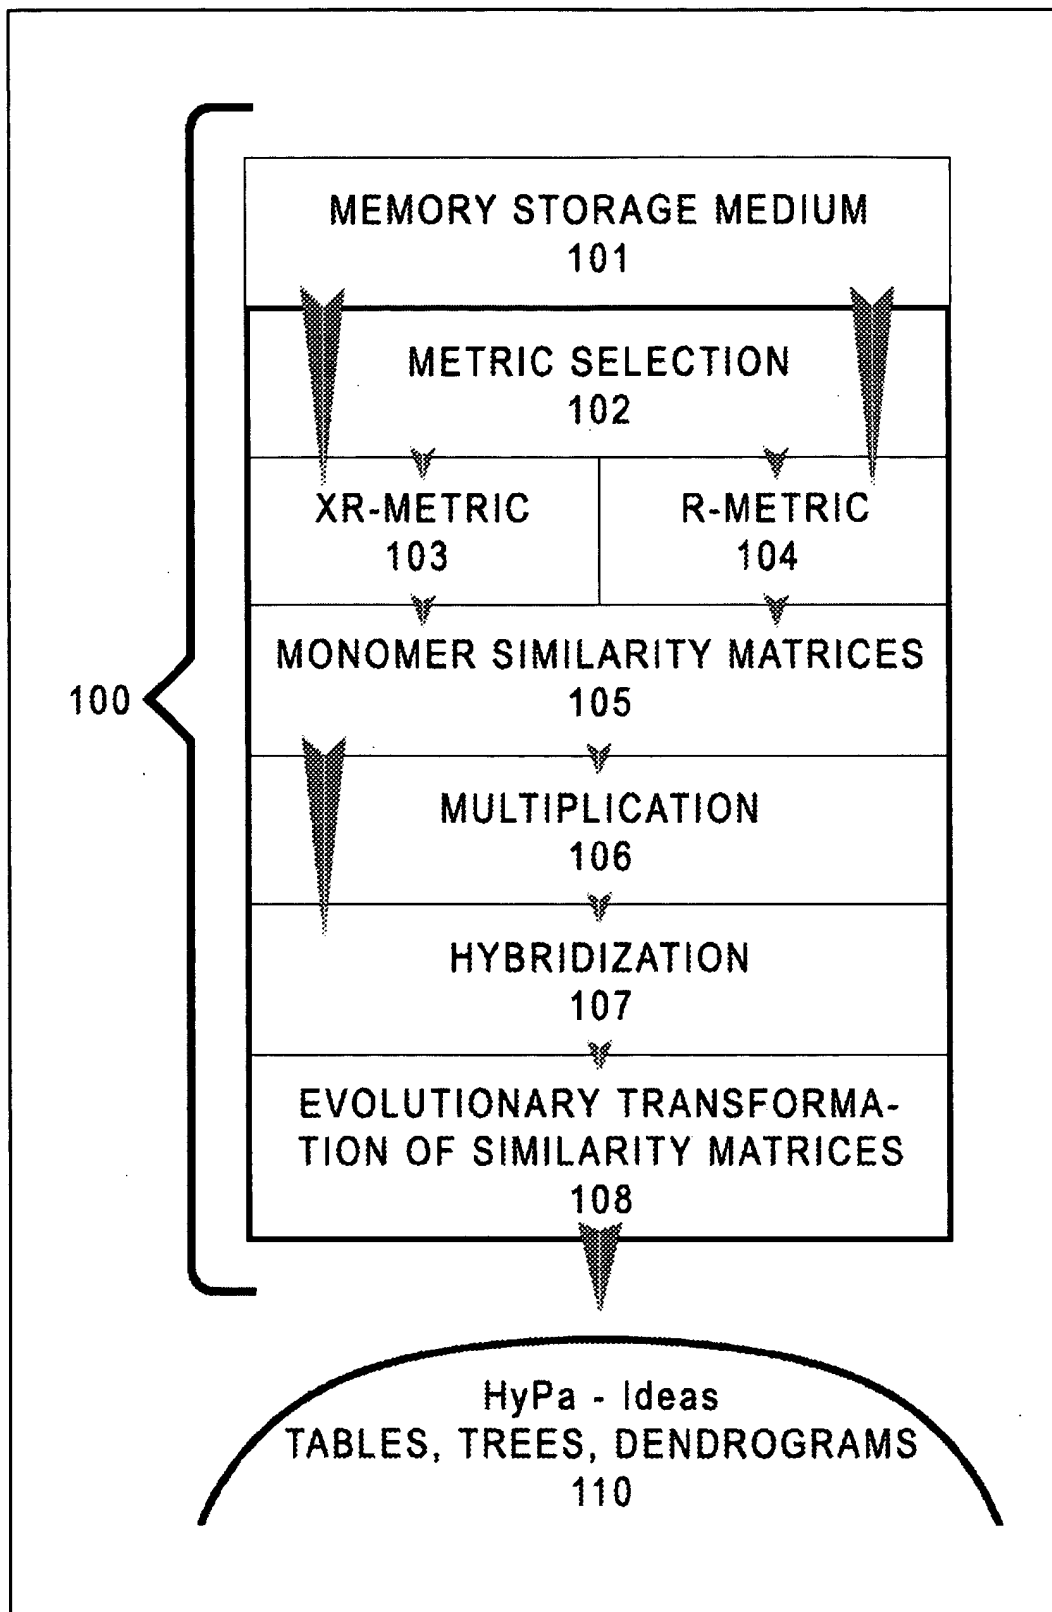 MEMORY STORAGE MEDIUM
101
METRIC SELECTION
102
XR-METRIC
103
R-METRIC
104
MONOMER SIMILARITY MATRICES
105
100
MULTIPLICATION
106
HYBRIDIZATION
107
EVOLUTIONARY TRANSFORMA-
TION OF SIMILARITY MATRICES
108
HyPa - Ideas
TABLES, TREES, DENDROGRAMS
110